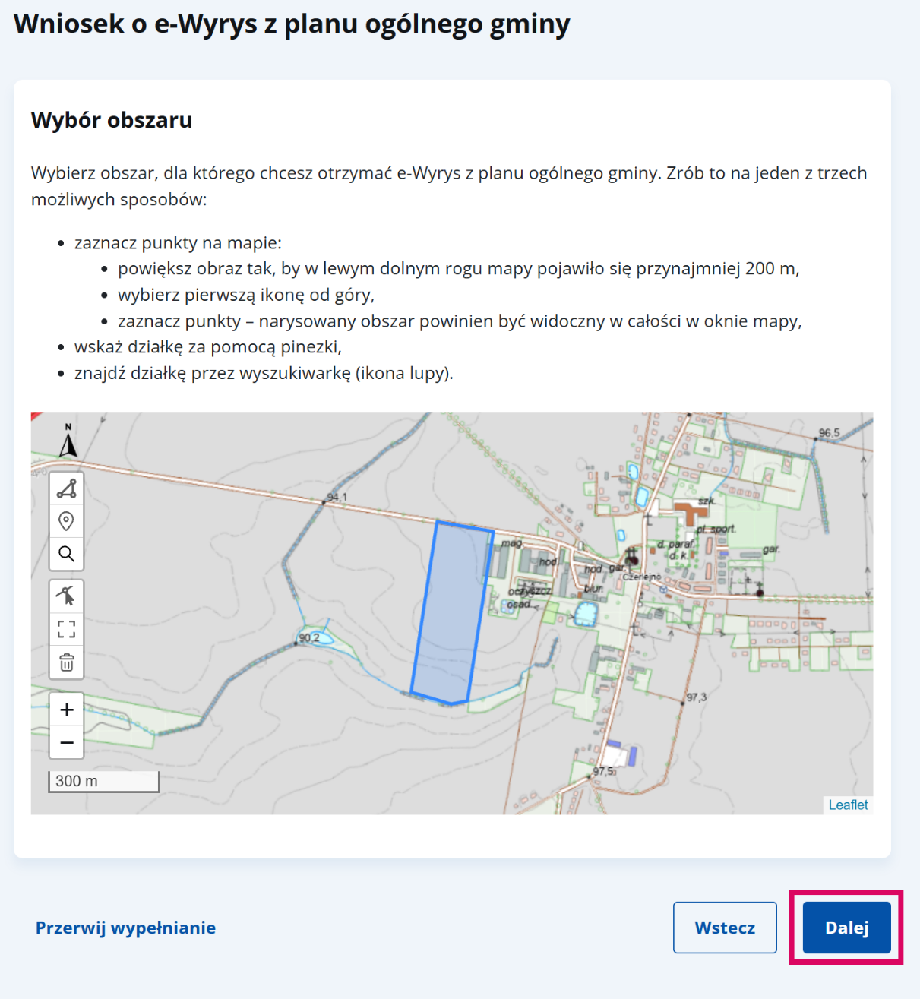 Wniosek o e-Wyrys z planu ogólnego gminy
Wybór obszaru
Wybierz obszar, dla którego chcesz otrzymać e-Wyrys z planu ogólnego gminy. Zrób to na jeden z trzech
możliwych sposobów:
zaznacz punkty na mapie:
powiększ obraz tak, by w lewym dolnym rogu mapy pojawiło się przynajmniej 200 m,
wybierz pierwszą ikonę od góry,
zaznacz punkty – narysowany obszar powinien być widoczny w całości w oknie mapy,
wskaż działkę za pomocą pinezki,
znajdź działkę przez wyszukiwarkę (ikona lupy).
N
96,5
94,1
szk.
pl. sport.
mag.
d. paraf.
gar.
d. k.
hod.
hod. gar.
Czerlejno
biur.
oczyszcz.
osad.
90,2
97,3
97,5
300 m
Leaflet
Przerwij wypełnianie
Wstecz
Dalej